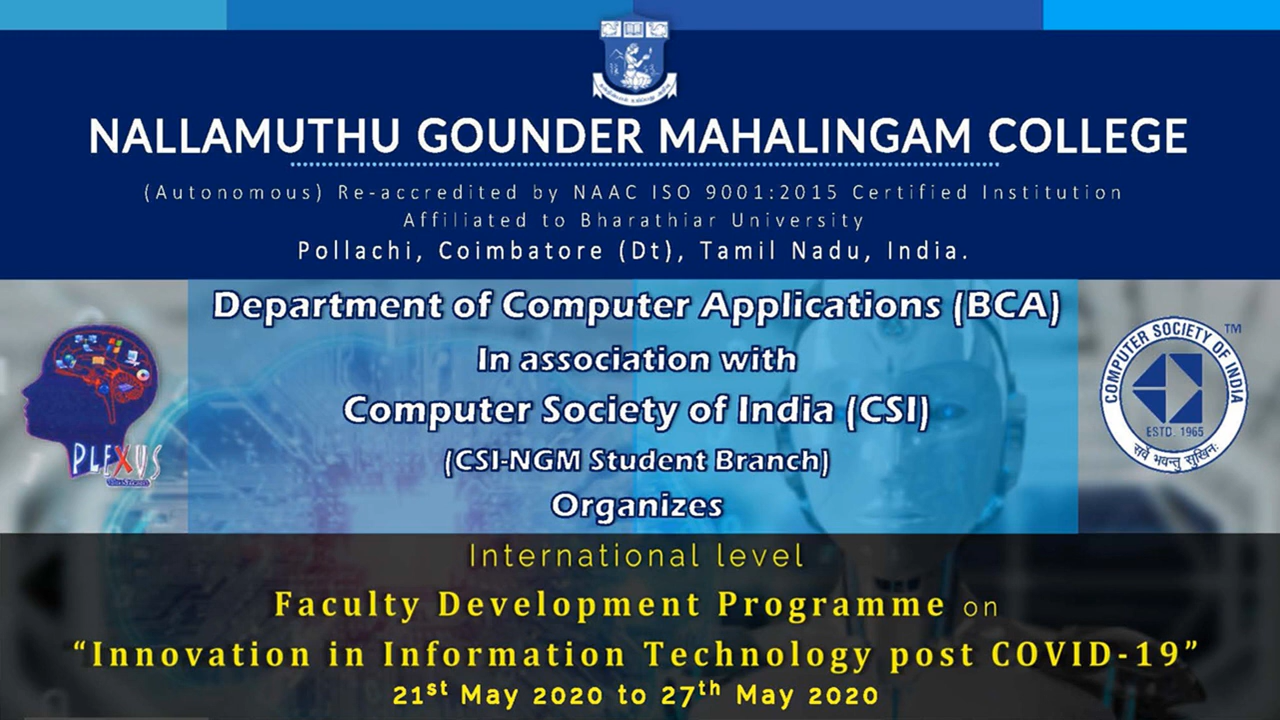 NALLAMUTHU GOUNDER MAHALINGAM COLLEGE
(Autonomous) Re-accredited by NAAC ISO 9001:2015 Certified Institution
Affiliated to Bharathiar University
Pollachi, Coimbatore (Dt), Tamil Nadu, India.
Department of Computer Applications (BCA)
In association with
Computer Society of India (CSI)
(CSI-NGM Student Branch)
Organizes
PLEXUS
COMPUTER SOCIETY OF INDIA
TM
ESTD. 1965
सर्वे भवन्तु सुखिनः
International level
Faculty Development Programme on
“Innovation in Information Technology post COVID-19”
21st May 2020 to 27th May 2020